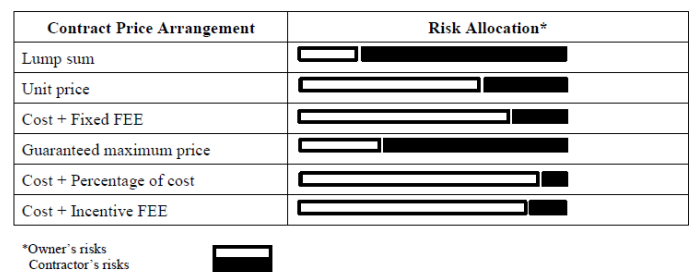 Contract Price Arrangement Risk Allocation*
Lump sum
Unit price
Cost + Fixed FEE
Guaranteed maximum price
Cost + Percentage of cost
Cost + Incentive FEE
*Owner's risks
Contractor's risks